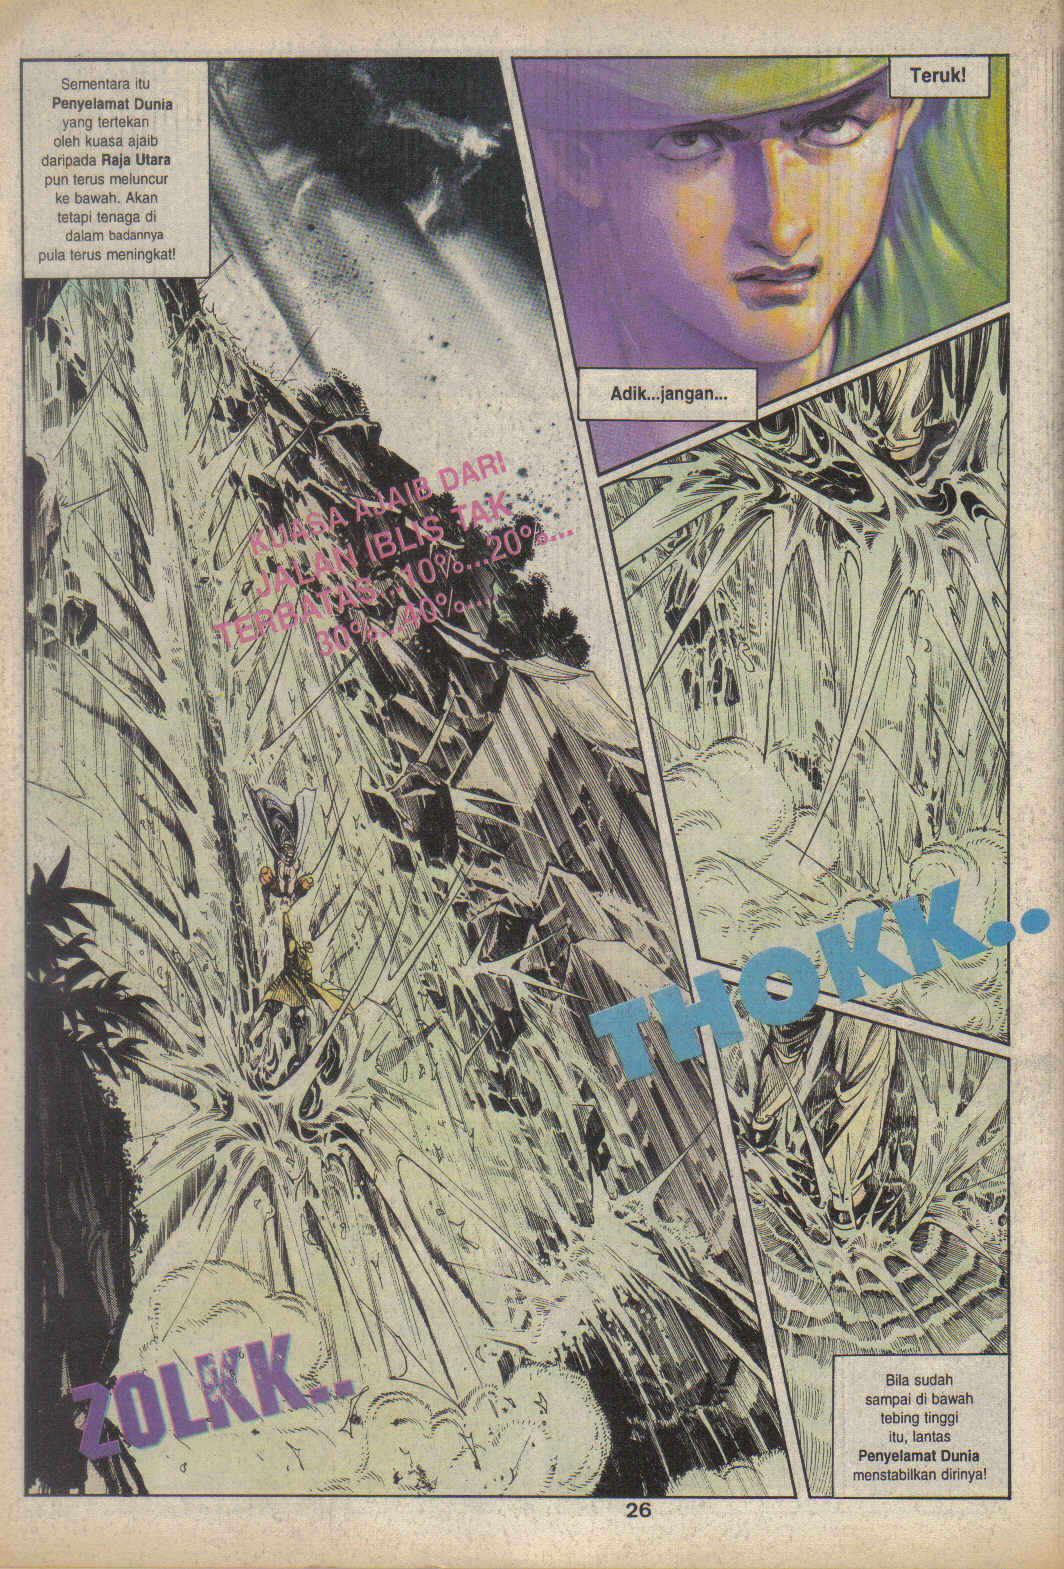 Sementara itu
Penyelamat Dunia
yang tertekan
oleh kuasa ajaib
daripada Raja Utara
pun terus meluncur
ke bawah. Akan
tetapi tenaga di
dalam badannya
pula terus meningkat!
Teruk!
Adik...jangan...
KUASA AJAIB DARI
JALAN IBLIS TAK
TERBATAS...10%...20%...
30%...40%....
THOKK..
ZOLKK..
Bila sudah
sampai di bawah
tebing tinggi
itu, lantas
Penyelamat Dunia
menstabilkan dirinya!
26